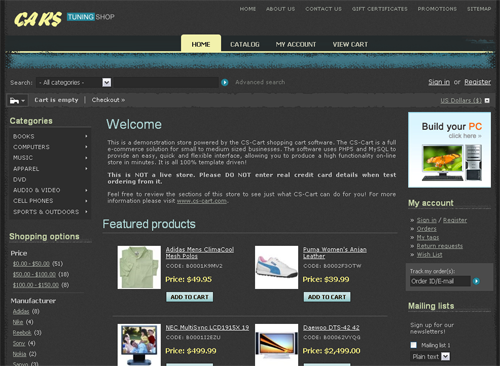 CARS TUNING SHOP
HOME ABOUT US CONTACT US GIFT CERTIFICATES PROMOTIONS SITEMAP
HOME CATALOG MY ACCOUNT VIEW CART
Search: - All categories - Advanced search Sign in or Register
Cart is empty Checkout » US Dollars ($)
Categories
BOOKS
COMPUTERS
MUSIC
APPAREL
DVD
AUDIO & VIDEO
CELL PHONES
SPORTS & OUTDOORS
Shopping options
Price
$0.00 - $50.00 (51)
$50.00 - $100.00 (18)
$100.00 - $150.00 (8)
Manufacturer
Adidas (8)
Nike (4)
Reebok (3)
Sony (4)
Nokia (5)
Welcome
This is a demonstration store powered by the CS-Cart shopping cart software. The CS-Cart is a full
e-commerce solution for small to medium sized businesses. The software uses PHP5 and MySQL to
provide an easy, quick and flexible interface, allowing you to produce a high functionality on-line
store in minutes. It is all 100% template driven!
This is NOT a live store. Please DO NOT enter real credit card details when test
ordering from it.
Feel free to review the sections of this store to see just what CS-Cart can do for you! For more
information please visit www.cs-cart.com.
Featured products
Adidas Mens ClimaCool
Mesh Polos
CODE: B0001K9MV2
Price: $49.95
ADD TO CART
Puma Women's Anian
Leather
CODE: B0002F3OTW
Price: $39.99
ADD TO CART
NEC MultiSync LCD1915X 19
CODE: B0001I2EZU
Price: $499.99
Daewoo DTS-42 42
CODE: B00062VYQG
Price: $2,499.00
Build your PC
click here »
My account
» Sign in / Register
» Orders
» My tags
» Return requests
» Wish List
Track my order(s):
Order ID/E-mail
Mailing lists
Sign up for our
newsletters!
Mailing list 1
Plain text